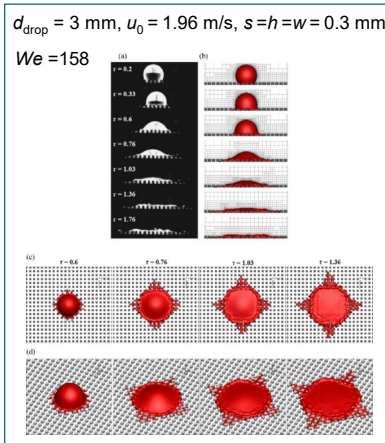 d_drop = 3 mm, u_0 = 1.96 m/s, s=h=w = 0.3 mm
We =158
(a) (b)
τ = 0.2
τ = 0.33
τ = 0.6
τ = 0.76
τ = 1.03
τ = 1.36
τ = 1.76
(c) τ = 0.6 τ = 0.76 τ = 1.03 τ = 1.36
(d)